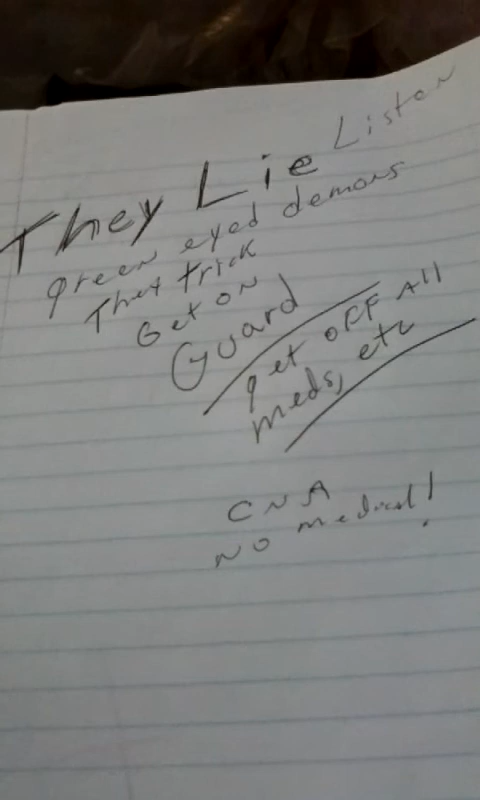 They Lie Listen
green eyed demons
That trick
Get on
Guard
get off All
meds, etc
CNA
No medical!